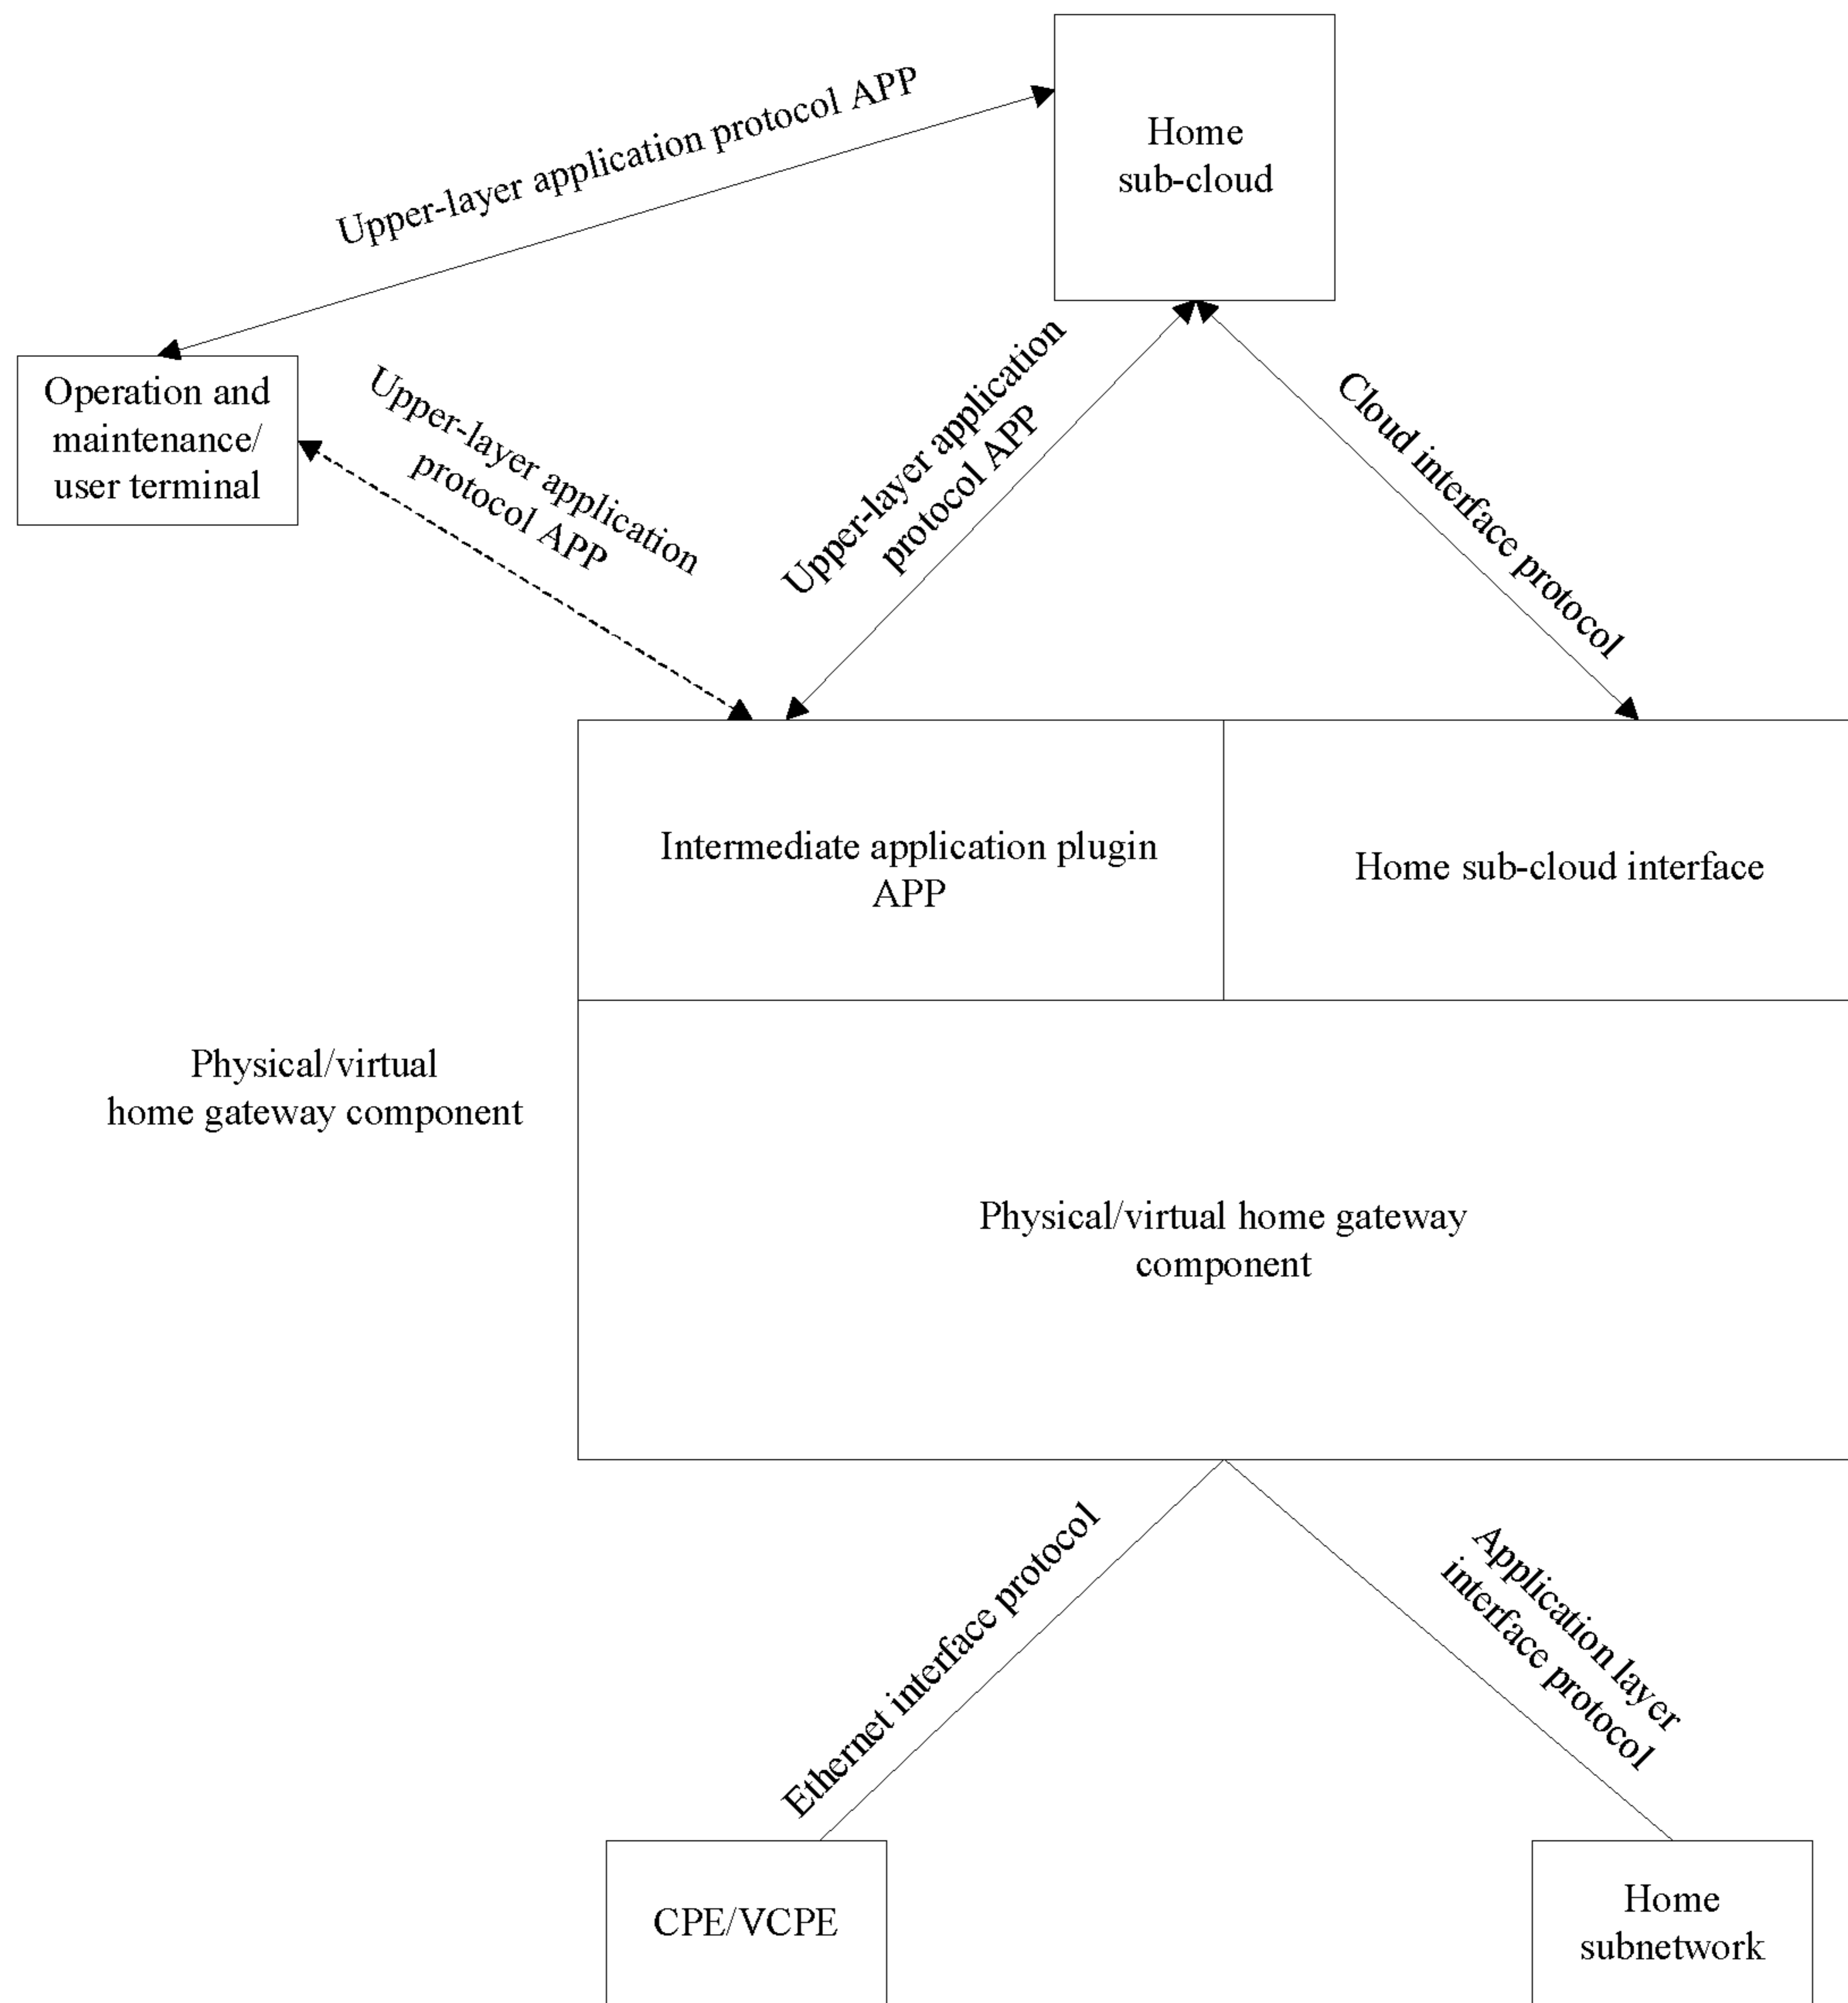 Upper-layer application protocol APP
Home
sub-cloud
Operation and
maintenance/
user terminal
Upper-layer application
protocol APP
Upper-layer application
protocol APP
Cloud interface protocol
Intermediate application plugin
APP
Home sub-cloud interface
Physical/virtual
home gateway component
Physical/virtual home gateway
component
Ethernet interface protocol
Application layer
interface protocol
CPE/VCPE
Home
subnetwork